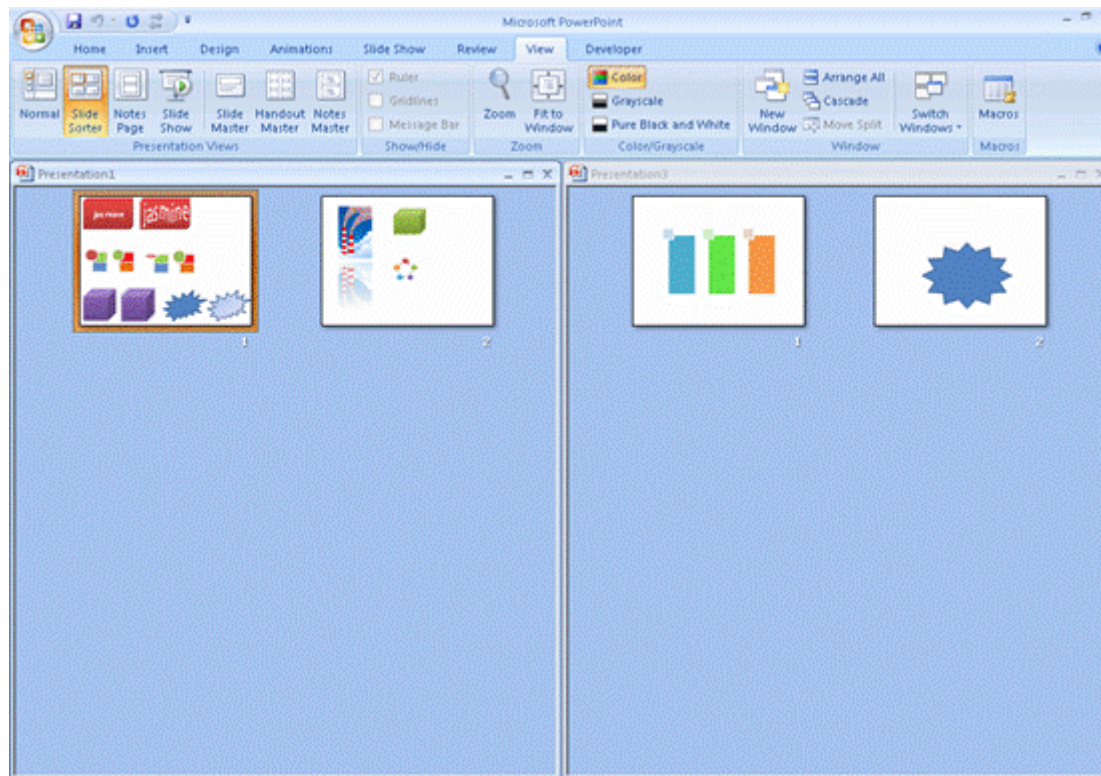 Microsoft PowerPoint
Home Insert Design Animations Slide Show Review View Developer
Normal
Slide Sorter
Notes Page
Slide Show
Slide Master
Handout Master
Notes Master
Presentation Views
Ruler
Gridlines
Message Bar
Show/Hide
Zoom
Fit to Window
Zoom
Color
Grayscale
Pure Black and White
Color/Grayscale
New Window
Arrange All
Cascade
Move Split
Switch Windows
Window
Macros
Macros
Presentation1
Presentation3
jasmine
jasmine
1
2
1
2